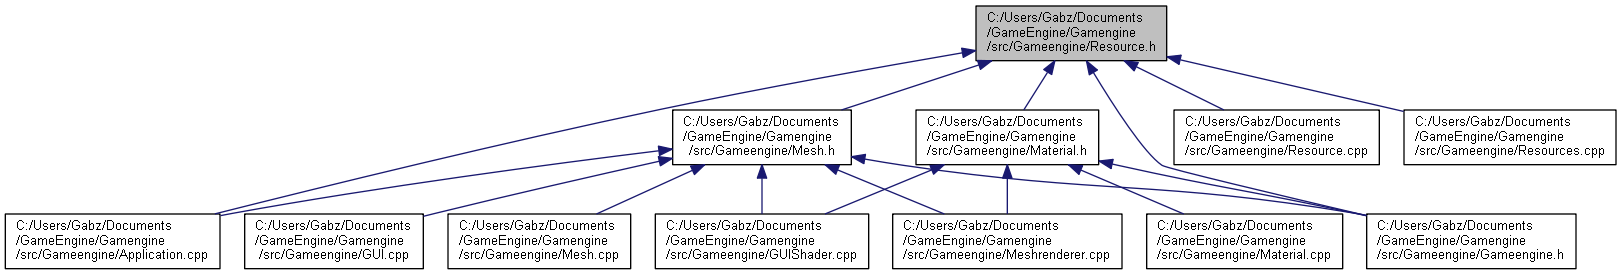 C:/Users/Gabz/Documents
/GameEngine/Gamengine
/src/Gameengine/Resource.h
C:/Users/Gabz/Documents
/GameEngine/Gamengine
/src/Gameengine/Mesh.h
C:/Users/Gabz/Documents
/GameEngine/Gamengine
/src/Gameengine/Material.h
C:/Users/Gabz/Documents
/GameEngine/Gamengine
/src/Gameengine/Resource.cpp
C:/Users/Gabz/Documents
/GameEngine/Gamengine
/src/Gameengine/Resources.cpp
C:/Users/Gabz/Documents
/GameEngine/Gamengine
/src/Gameengine/Application.cpp
C:/Users/Gabz/Documents
/GameEngine/Gamengine
/src/Gameengine/GUI.cpp
C:/Users/Gabz/Documents
/GameEngine/Gamengine
/src/Gameengine/Mesh.cpp
C:/Users/Gabz/Documents
/GameEngine/Gamengine
/src/Gameengine/GUIShader.cpp
C:/Users/Gabz/Documents
/GameEngine/Gamengine
/src/Gameengine/Meshrenderer.cpp
C:/Users/Gabz/Documents
/GameEngine/Gamengine
/src/Gameengine/Material.cpp
C:/Users/Gabz/Documents
/GameEngine/Gamengine
/src/Gameengine/Gameengine.h